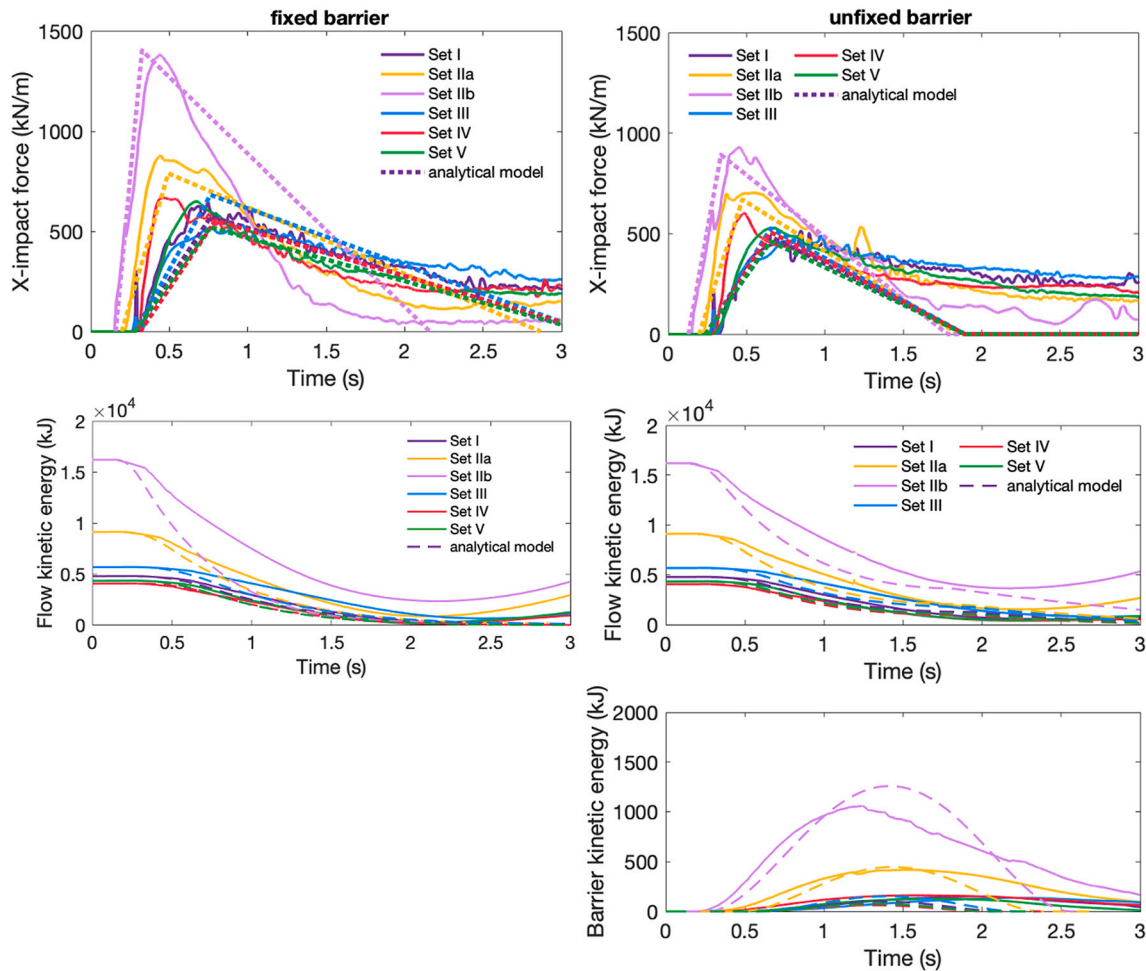 fixed barrier
X-impact force (kN/m)
1500
1000
500
0
Set I
Set IIa
Set IIb
Set III
Set IV
Set V
analytical model
0 0.5 1 1.5 2 2.5 3
Time (s)
unfixed barrier
X-impact force (kN/m)
1500
1000
500
0
Set I Set IV
Set IIa Set V
Set IIb analytical model
Set III
0 0.5 1 1.5 2 2.5 3
Time (s)
×10⁴
Flow kinetic energy (kJ)
2
1.5
1
0.5
0
Set I
Set IIa
Set IIb
Set III
Set IV
Set V
analytical model
0 0.5 1 1.5 2 2.5 3
Time (s)
×10⁴
Flow kinetic energy (kJ)
2
1.5
1
0.5
0
Set I Set IV
Set IIa Set V
Set IIb analytical model
Set III
0 0.5 1 1.5 2 2.5 3
Time (s)
Barrier kinetic energy (kJ)
2000
1500
1000
500
0
0 0.5 1 1.5 2 2.5 3
Time (s)